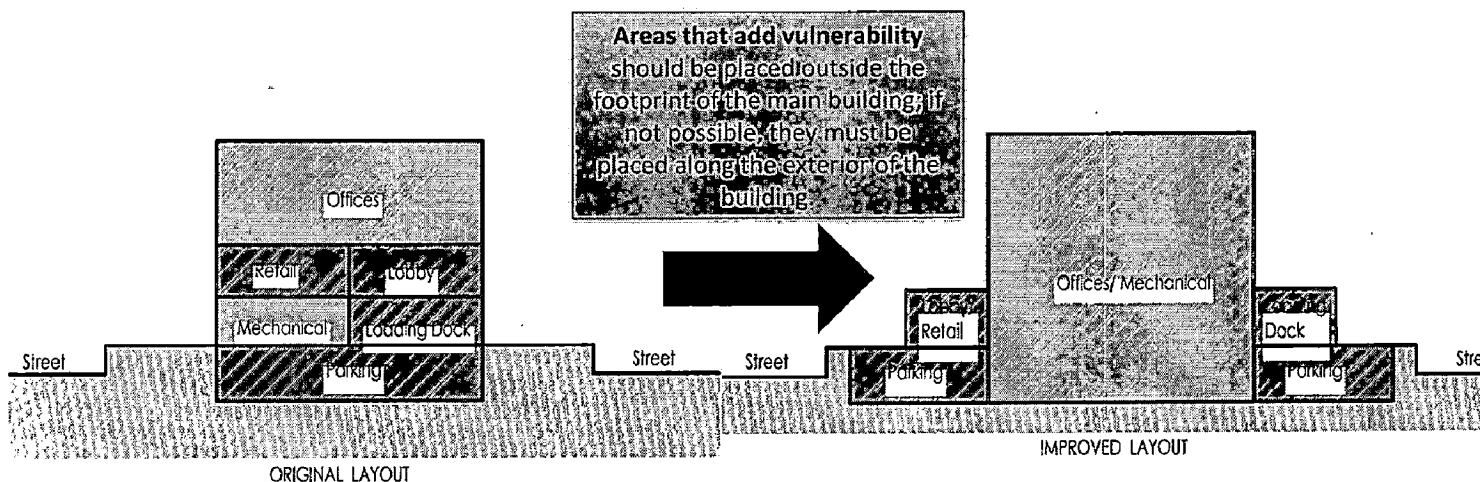 Areas that add vulnerability
should be placed outside the
footprint of the main building; if
not possible, they must be
placed along the exterior of the
building
Offices
Retail
Lobby
Mechanical
Loading Dock
Parking
Street
Street
ORIGINAL LAYOUT
Offices/ Mechanical
Retail
Dock
Parking
Parking
Street
IMPROVED LAYOUT